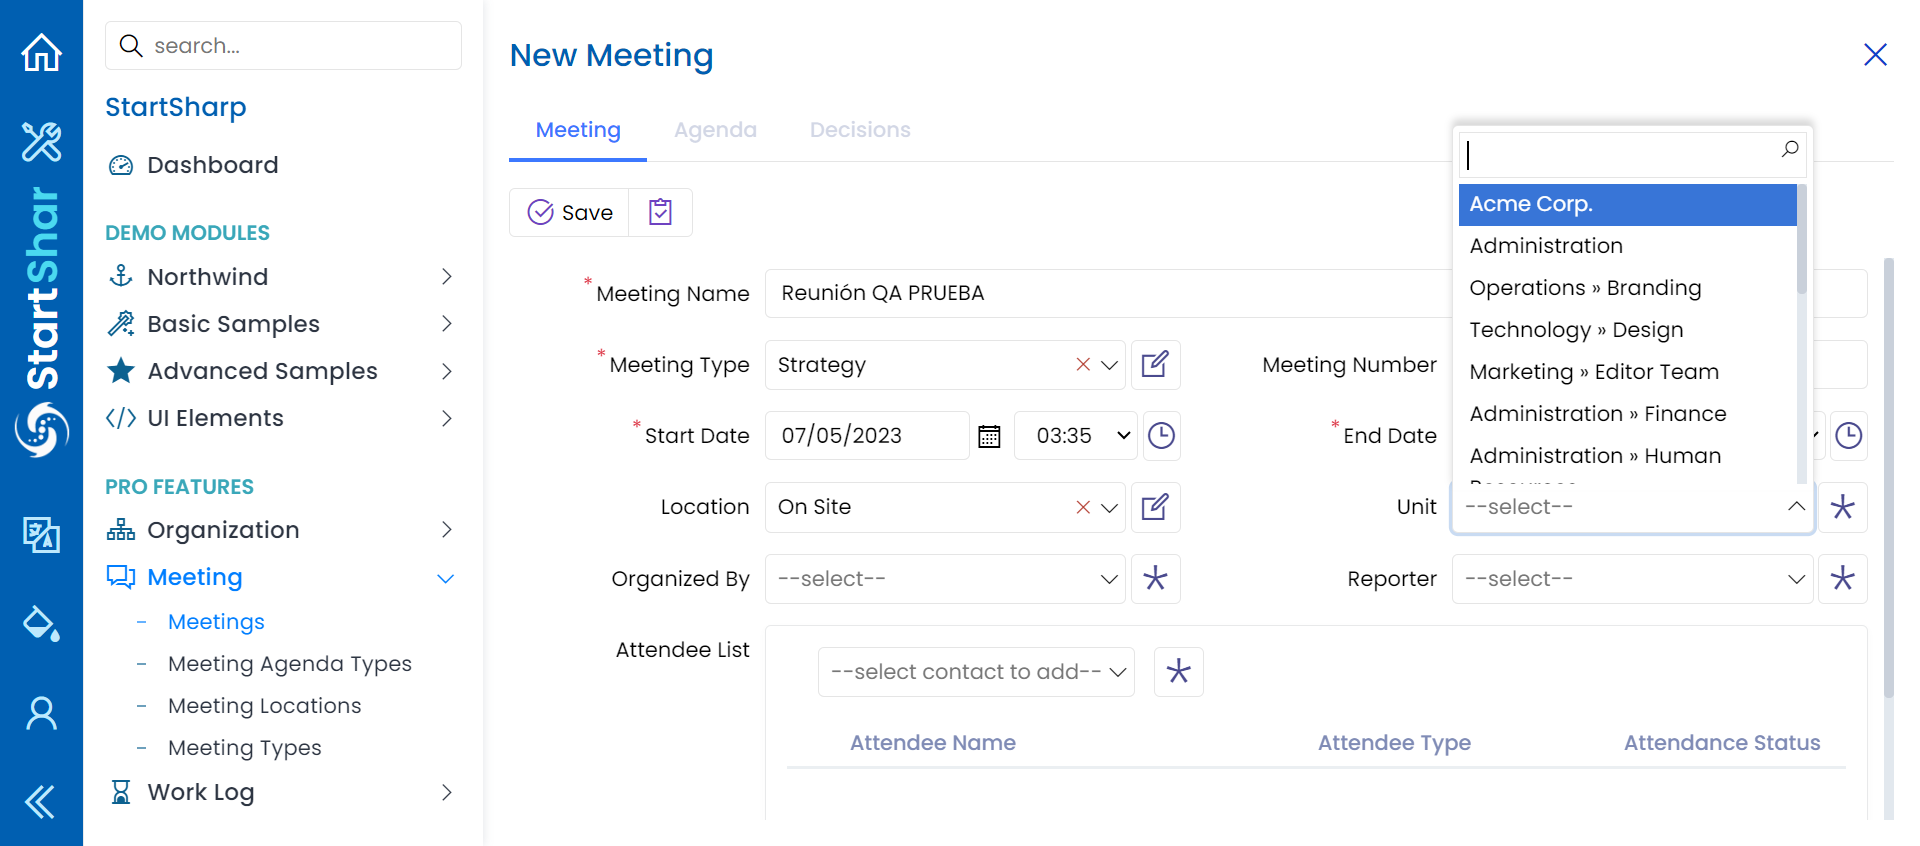 search...
StartSharp
Dashboard
DEMO MODULES
Northwind
Basic Samples
Advanced Samples
UI Elements
PRO FEATURES
Organization
Meeting
Meetings
Meeting Agenda Types
Meeting Locations
Meeting Types
Work Log
StartShar
New Meeting
Meeting Agenda Decisions
Save
*Meeting Name Reunión QA PRUEBA
*Meeting Type Strategy Meeting Number
*Start Date 07/05/2023 03:35 *End Date
Location On Site Unit --select--
Acme Corp.
Administration
Operations » Branding
Technology » Design
Marketing » Editor Team
Administration » Finance
Administration » Human
Resources
Organized By --select-- Reporter --select--
Attendee List --select contact to add--
Attendee Name Attendee Type Attendance Status